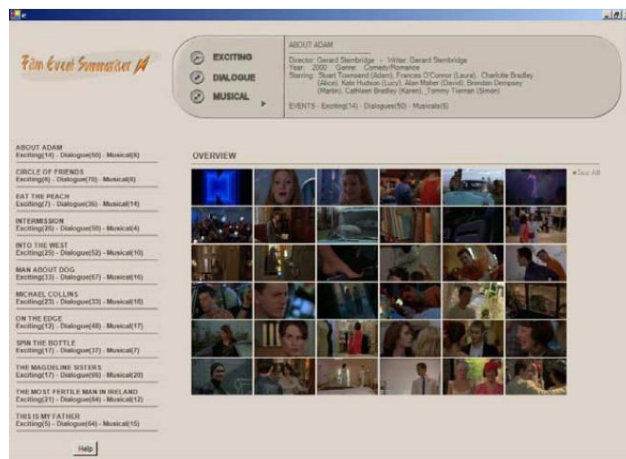 e
Film Event Summariser
EXCITING
DIALOGUE
MUSICAL
ABOUT ADAM
Director: Gerard Stembridge - Writer: Gerard Stembridge
Year: 2000 Genre: Comedy/Romance
Starring: Stuart Townsend (Adam), Frances O'Connor (Laura), Charlotte Bradley
(Alice), Kate Hudson (Lucy), Alan Maher (David), Brendan Dempsey
(Martin), Cathleen Bradley (Karen), Tommy Tiernan (Simon)
EVENTS - Exciting(14) - Dialogues(50) - Musicals(6)
ABOUT ADAM
Exciting(14) - Dialogue(50) - Musical(6)
CIRCLE OF FRIENDS
Exciting(6) - Dialogue(70) - Musical(6)
EAT THE PEACH
Exciting(7) - Dialogue(35) - Musical(14)
INTERMISSION
Exciting(26) - Dialogue(50) - Musical(4)
INTO THE WEST
Exciting(25) - Dialogue(52) - Musical(10)
MAN ABOUT DOG
Exciting(33) - Dialogue(67) - Musical(16)
MICHAEL COLLINS
Exciting(23) - Dialogue(33) - Musical(16)
ON THE EDGE
Exciting(12) - Dialogue(48) - Musical(17)
SPIN THE BOTTLE
Exciting(17) - Dialogue(37) - Musical(7)
THE MAGDELINE SISTERS
Exciting(17) - Dialogue(66) - Musical(20)
THE MOST FERTILE MAN IN IRELAND
Exciting(21) - Dialogue(64) - Musical(12)
THIS IS MY FATHER
Exciting(5) - Dialogue(64) - Musical(15)
Help
OVERVIEW
See All